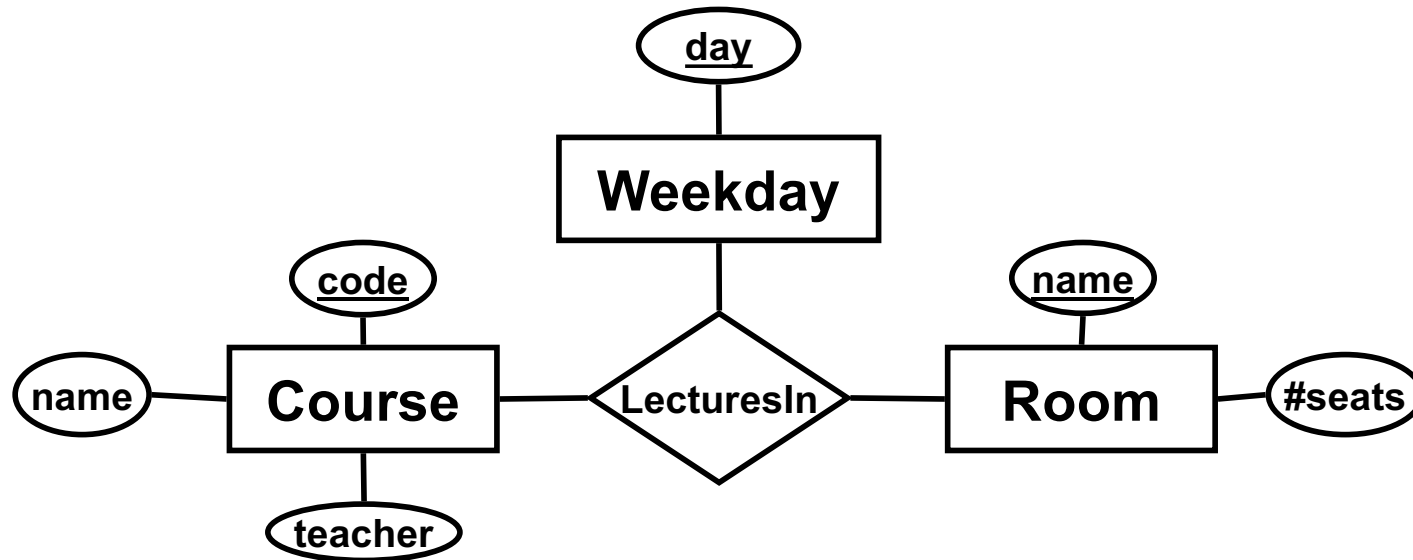 day
Weekday
code
name
name
Course
LecturesIn
Room
#seats
teacher